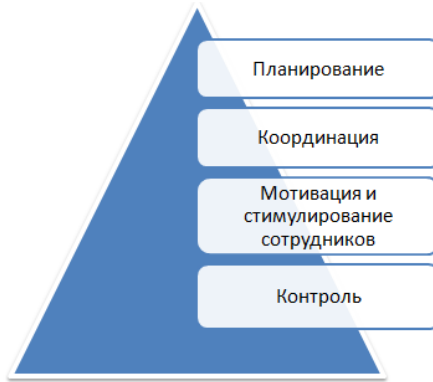 Планирование
Координация
Мотивация и
стимулирование
сотрудников
Контроль